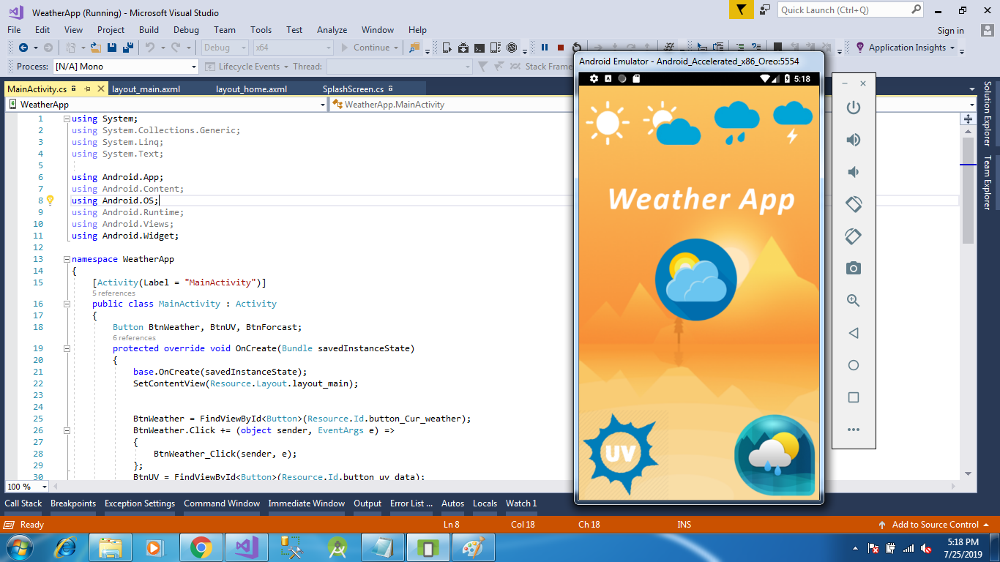 WeatherApp (Running) - Microsoft Visual Studio
Quick Launch (Ctrl+Q)
File Edit View Project Build Debug Team Tools Test Analyze Window Help
Sign in
Debug x64 Continue Application Insights
Process: [N/A] Mono Lifecycle Events Thread: Stack Frame
MainActivity.cs layout_main.axml layout_home.axml SplashScreen.cs
WeatherApp WeatherApp.MainActivity
1 using System;
2 using System.Collections.Generic;
3 using System.Linq;
4 using System.Text;
5
6 using Android.App;
7 using Android.Content;
8 using Android.OS;
9 using Android.Runtime;
10 using Android.Views;
11 using Android.Widget;
12
13 namespace WeatherApp
14 {
15 [Activity(Label = "MainActivity")]
5 references
16 public class MainActivity : Activity
17 {
18 Button BtnWeather, BtnUV, BtnForcast;
6 references
19 protected override void OnCreate(Bundle savedInstanceState)
20 {
21 base.OnCreate(savedInstanceState);
22 SetContentView(Resource.Layout.layout_main);
23
24
25 BtnWeather = FindViewById<Button>(Resource.Id.button_Cur_weather);
26 BtnWeather.Click += (object sender, EventArgs e) =>
27 {
28 BtnWeather_Click(sender, e);
29 };
30 BtnUV = FindViewById<Button>(Resource.Id.button_uv_data);
100 %
Android Emulator - Android_Accelerated_x86_Oreo:5554
A
5:18
Weather App
UV
Solution Explorer
Team Explorer
Call Stack Breakpoints Exception Settings Command Window Immediate Window Output Error List ... Autos Locals Watch 1
Ready Ln 8 Col 18 Ch 18 INS Add to Source Control
5:18 PM
7/25/2019